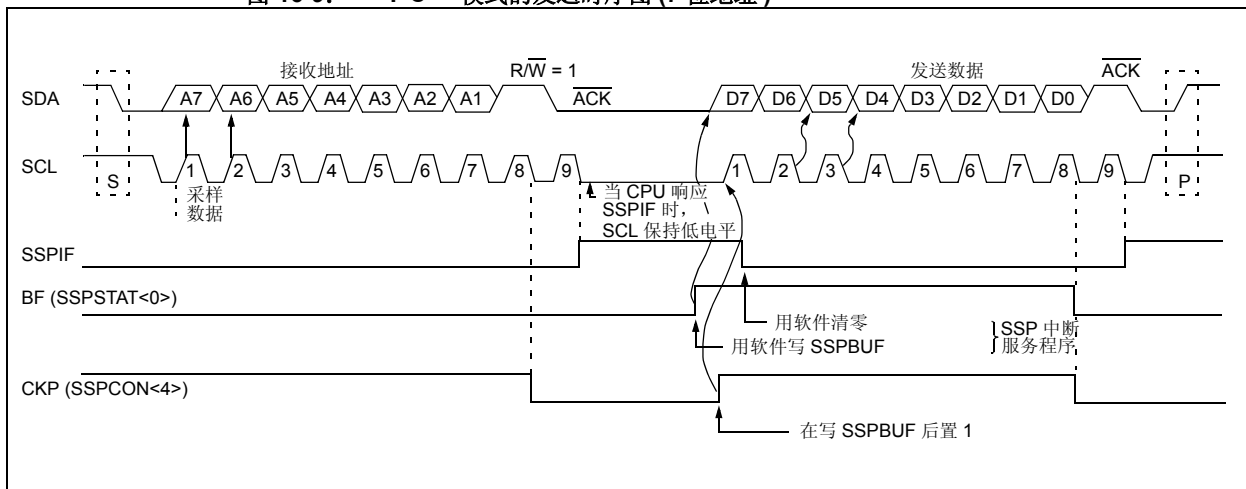 接收地址 R/W = 1 发送数据 ACK
SDA A7 A6 A5 A4 A3 A2 A1 ACK D7 D6 D5 D4 D3 D2 D1 D0
SCL S 1 2 3 4 5 6 7 8 9 1 2 3 4 5 6 7 8 9 P
采样
数据
当 CPU 响应
SSPIF 时,
SCL 保持低电平
SSPIF
BF (SSPSTAT<0>)
用软件清零
用软件写 SSPBUF
SSP 中断
服务程序
CKP (SSPCON<4>)
在写 SSPBUF 后置 1